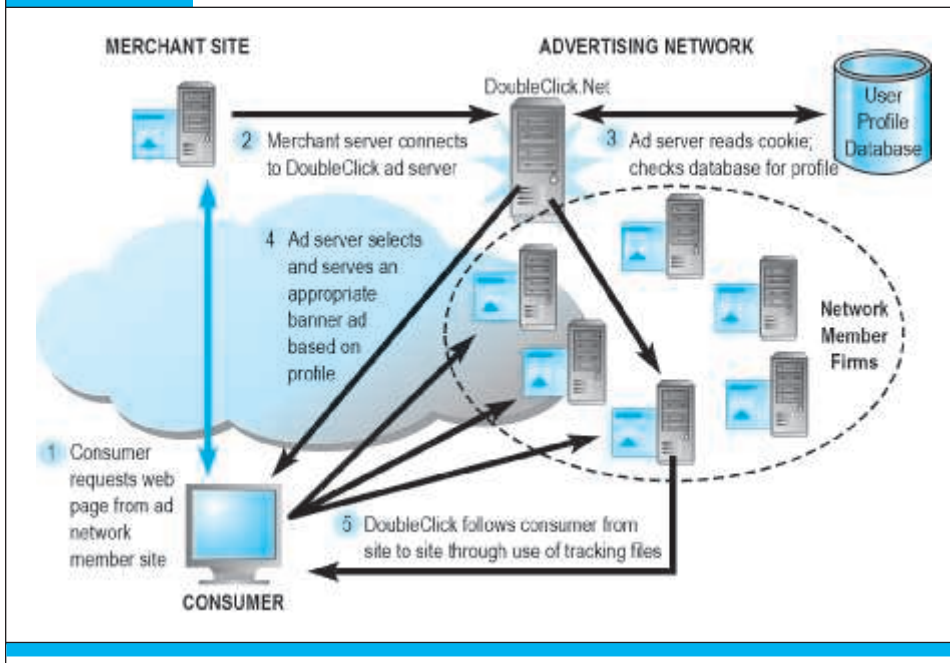 MERCHANT SITE
ADVERTISING NETWORK
DoubleClick.Net
User
Profile
Database
2 Merchant server connects
to DoubleClick ad server
3 Ad server reads cookie;
checks database for profile
4 Ad server selects
and serves an
appropriate
banner ad
based on
profile
Network
Member
Firms
1 Consumer
requests web
page from ad
network
member site
5 DoubleClick follows consumer from
site to site through use of tracking files
CONSUMER